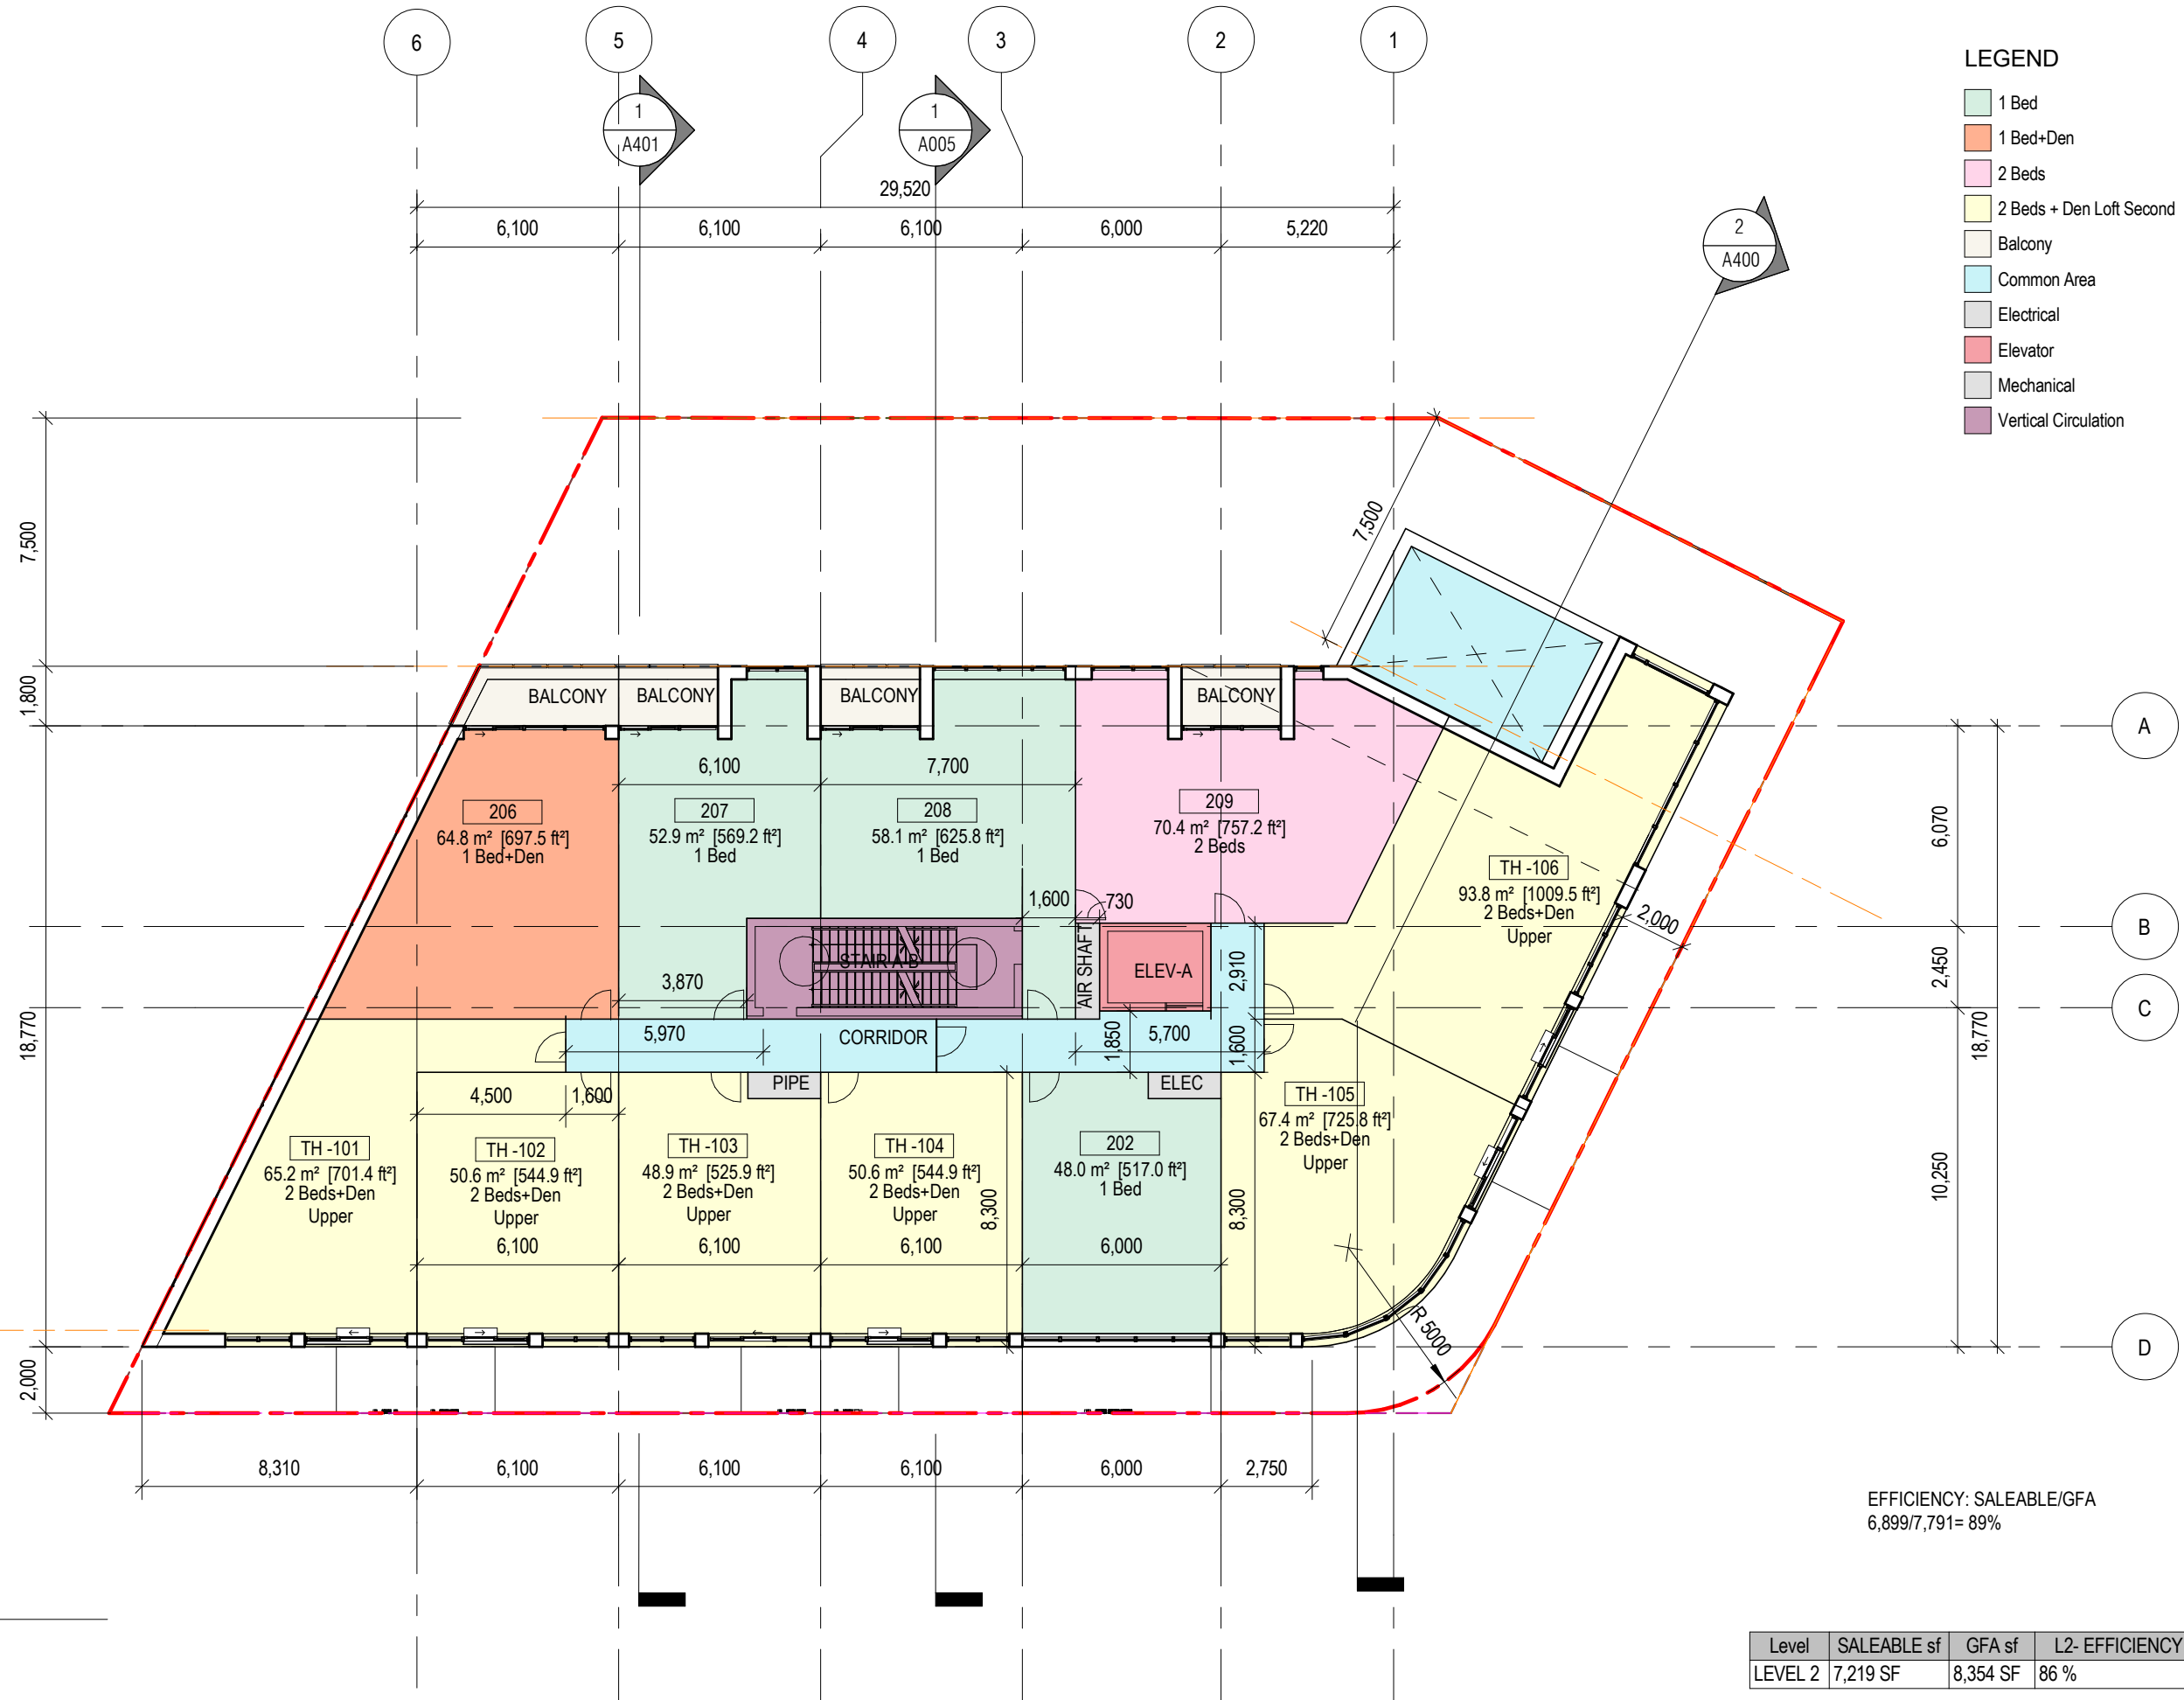 6
5
4
3
2
1
LEGEND
1 Bed
1 Bed+Den
2 Beds
2 Beds + Den Loft Second
Balcony
Common Area
Electrical
Elevator
Mechanical
Vertical Circulation
1
A401
1
A005
2
A400
29,520
6,100
6,100
6,100
6,000
5,220
7,500
7,500
1,800
BALCONY
BALCONY
BALCONY
BALCONY
A
6,100
7,700
206
64.8 m² [697.5 ft²]
1 Bed+Den
207
52.9 m² [569.2 ft²]
1 Bed
208
58.1 m² [625.8 ft²]
1 Bed
209
70.4 m² [757.2 ft²]
2 Beds
TH -106
93.8 m² [1009.5 ft²]
2 Beds+Den
Upper
6,070
1,600
730
2,000
B
STAIR A-B
AIR SHAFT
ELEV-A
2,910
2,450
3,870
C
18,770
5,970
CORRIDOR
1,850
5,700
1,600
18,770
PIPE
ELEC
4,500
1,600
TH -101
65.2 m² [701.4 ft²]
2 Beds+Den
Upper
TH -102
50.6 m² [544.9 ft²]
2 Beds+Den
Upper
TH -103
48.9 m² [525.9 ft²]
2 Beds+Den
Upper
TH -104
50.6 m² [544.9 ft²]
2 Beds+Den
Upper
202
48.0 m² [517.0 ft²]
1 Bed
TH -105
67.4 m² [725.8 ft²]
2 Beds+Den
Upper
10,250
8,300
8,300
6,100
6,100
6,100
6,000
R 5000
D
2,000
8,310
6,100
6,100
6,100
6,000
2,750
EFFICIENCY: SALEABLE/GFA
6,899/7,791= 89%
Level SALEABLE sf GFA sf L2- EFFICIENCY
LEVEL 2 7,219 SF 8,354 SF 86 %